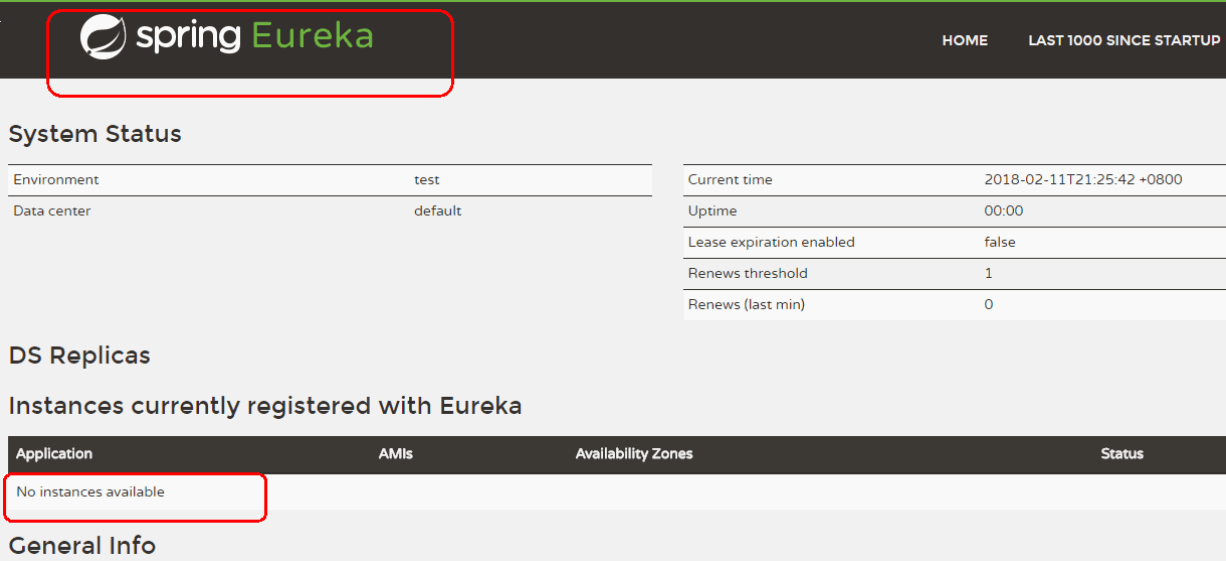 spring Eureka
HOME LAST 1000 SINCE STARTUP
System Status
Environment test
Data center default
Current time 2018-02-11T21:25:42 +0800
Uptime 00:00
Lease expiration enabled false
Renews threshold 1
Renews (last min) 0
DS Replicas
Instances currently registered with Eureka
Application AMIs Availability Zones Status
No instances available
General Info